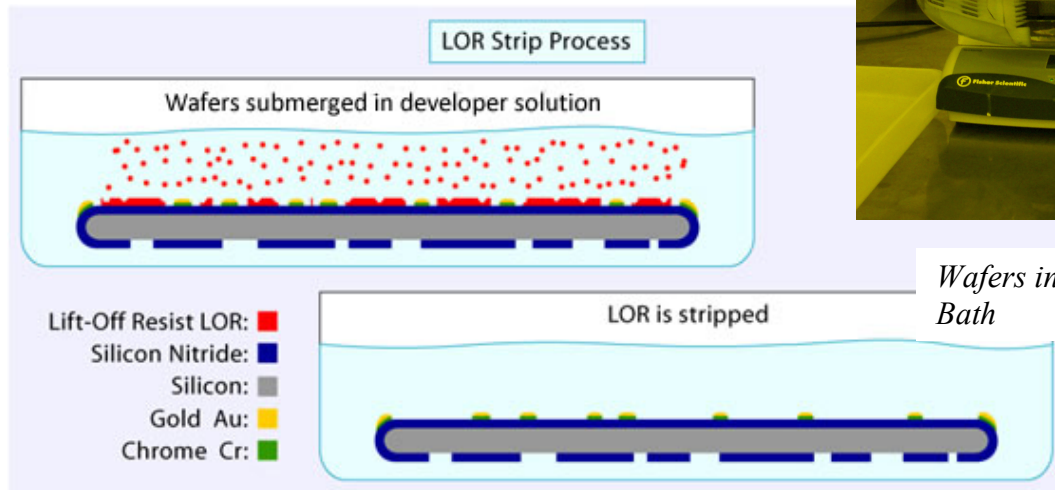 LOR Strip Process
Wafers submerged in developer solution
Fisher Scientific
Wafers in
Bath
LOR is stripped
Lift-Off Resist LOR:
Silicon Nitride:
Silicon:
Gold Au:
Chrome Cr: